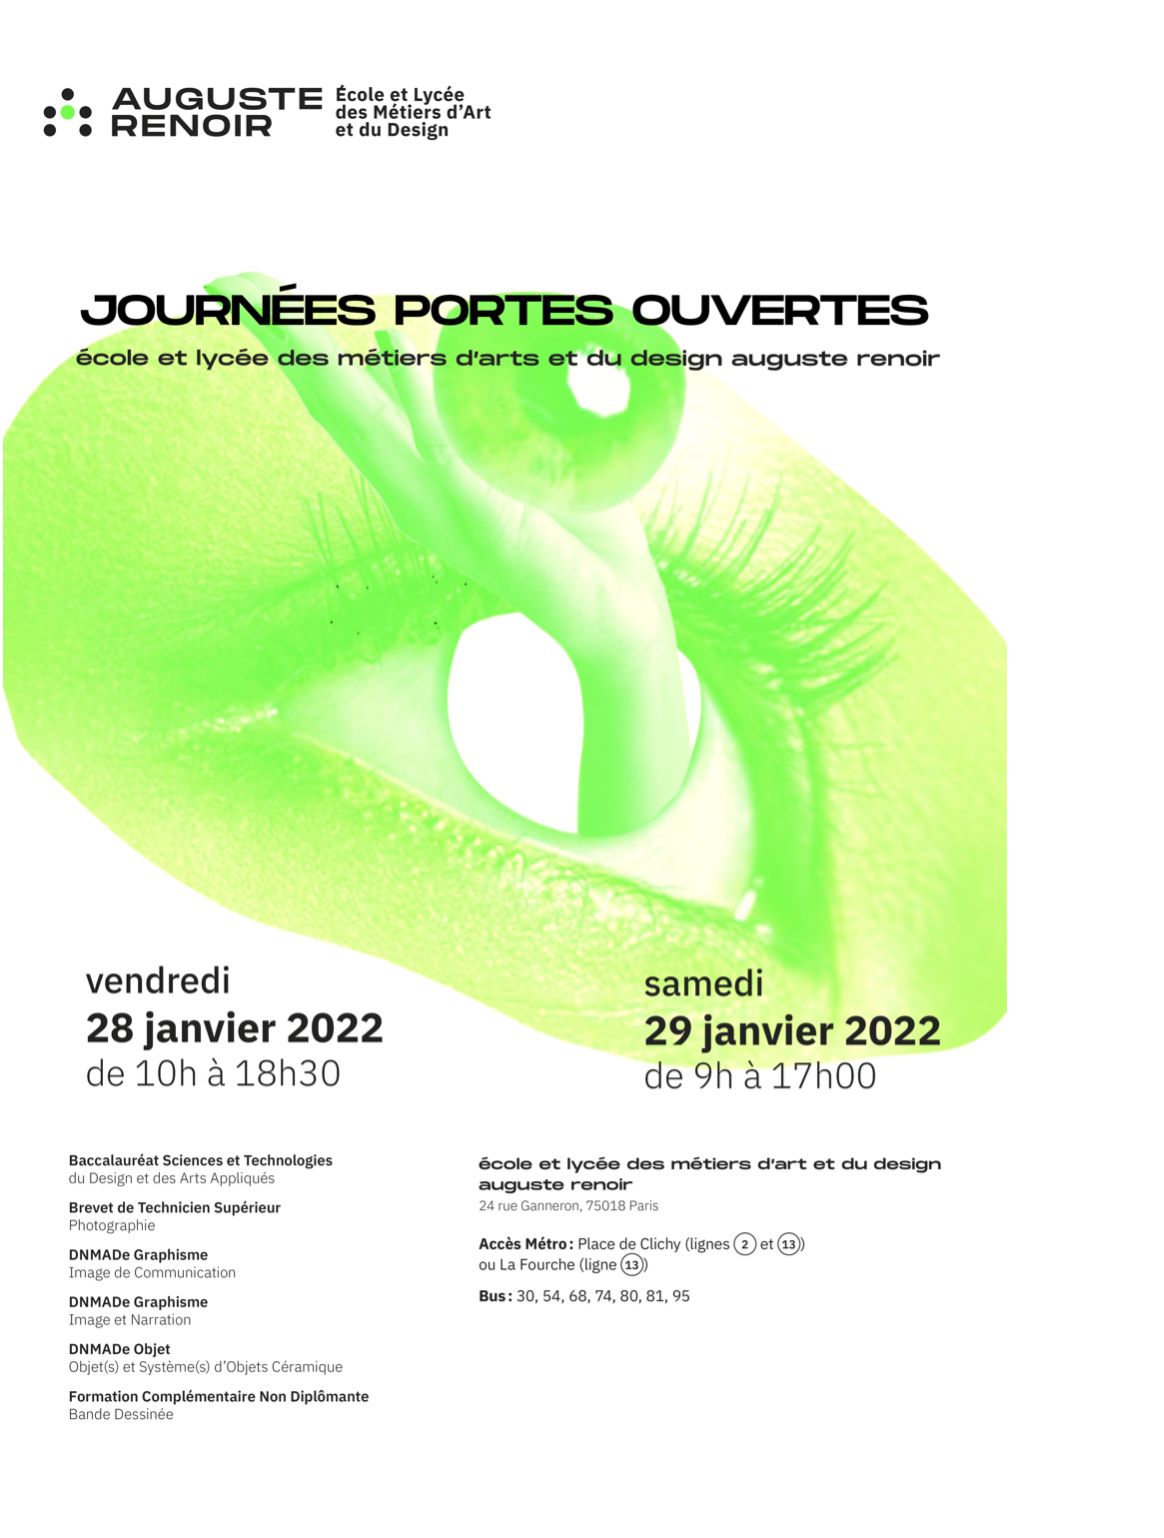 AUGUSTE
RENOIR
École et Lycée
des Métiers d'Art
et du Design
JOURNÉES PORTES OUVERTES
école et lycée des métiers d'arts et du design auguste renoir
vendredi
28 janvier 2022
de 10h à 18h30
samedi
29 janvier 2022
de 9h à 17h00
Baccalauréat Sciences et Technologies
du Design et des Arts Appliqués
Brevet de Technicien Supérieur
Photographie
DNMADe Graphisme
Image de Communication
DNMADe Graphisme
Image et Narration
DNMADe Objet
Objet(s) et Système(s) d'Objets Céramique
Formation Complémentaire Non Diplômante
Bande Dessinée
école et lycée des métiers d'art et du design
auguste renoir
24 rue Ganneron, 75018 Paris
Accès Métro : Place de Clichy (lignes 2 et 13)
ou La Fourche (ligne 13)
Bus : 30, 54, 68, 74, 80, 81, 95